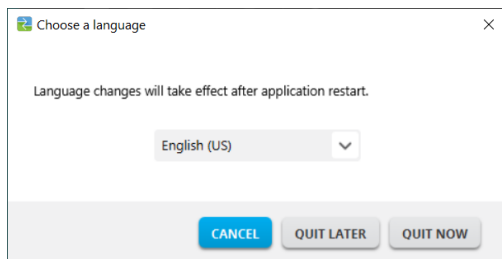 Choose a language
Language changes will take effect after application restart.
English (US)
CANCEL
QUIT LATER
QUIT NOW